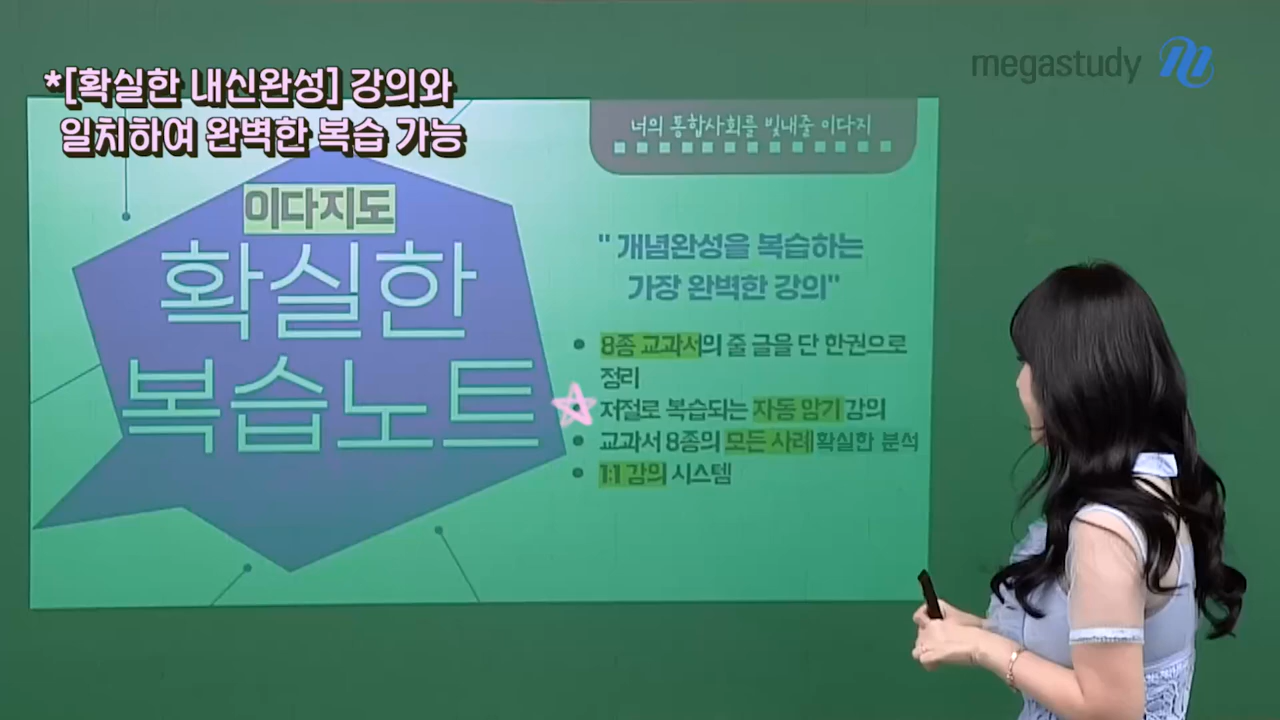 megastudy
*[확실한 내신완성] 강의와
일치하여 완벽한 복습 가능
너의 통합사회를 빛내줄 이다지
이다지도
확실한
복습노트
" 개념완성을 복습하는
가장 완벽한 강의"
8종 교과서의 줄 글을 단 한권으로
정리
저절로 복습되는 자동 암기 강의
교과서 8종의 모든 사례 확실한 분석
1:1 강의 시스템